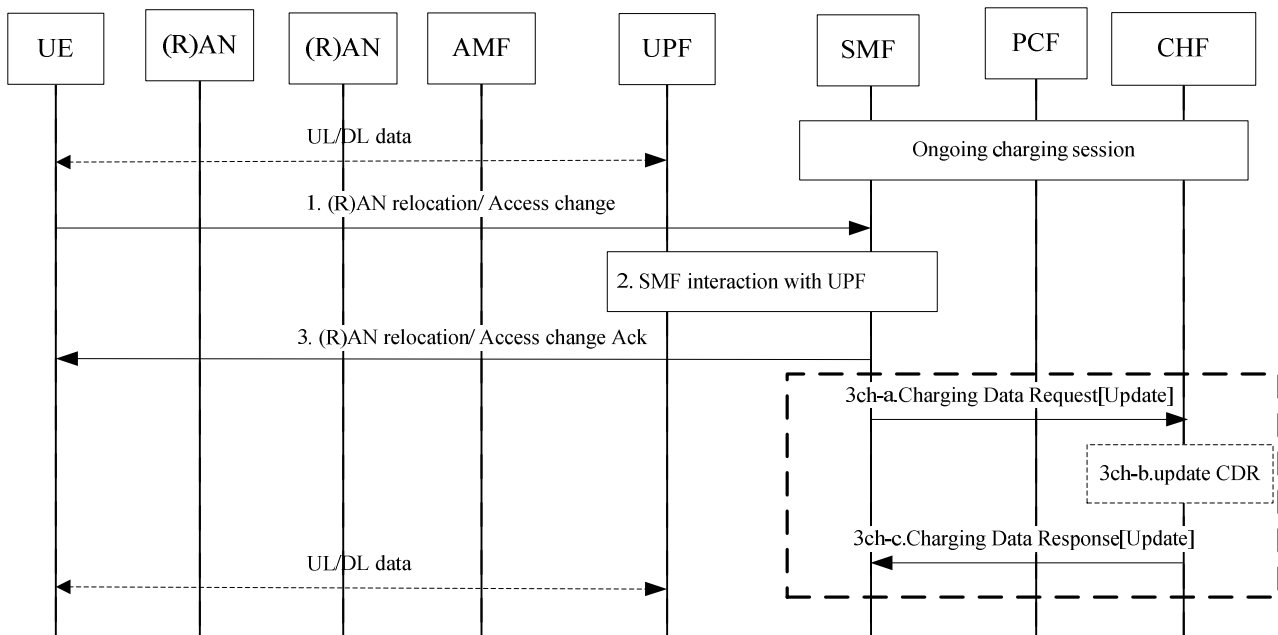 UE
(R)AN
(R)AN
AMF
UPF
SMF
PCF
CHF
UL/DL data
Ongoing charging session
1. (R)AN relocation/ Access change
2. SMF interaction with UPF
3. (R)AN relocation/ Access change Ack
3ch-a.Charging Data Request[Update]
3ch-b.update CDR
3ch-c.Charging Data Response[Update]
UL/DL data